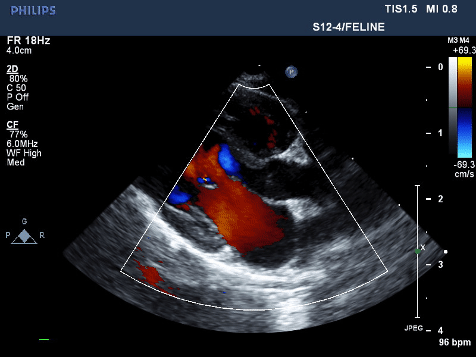 PHILIPS
TIS1.5 MI 0.8
S12-4/FELINE
FR 18Hz
4.0cm
M3 M4
+69.3
2D
80%
C 50
P Off
Gen
CF
77%
6.0MHz
WF High
Med
-69.3
cm/s
0
1
2
3
4
P
G
P R
X
JPEG
96 bpm